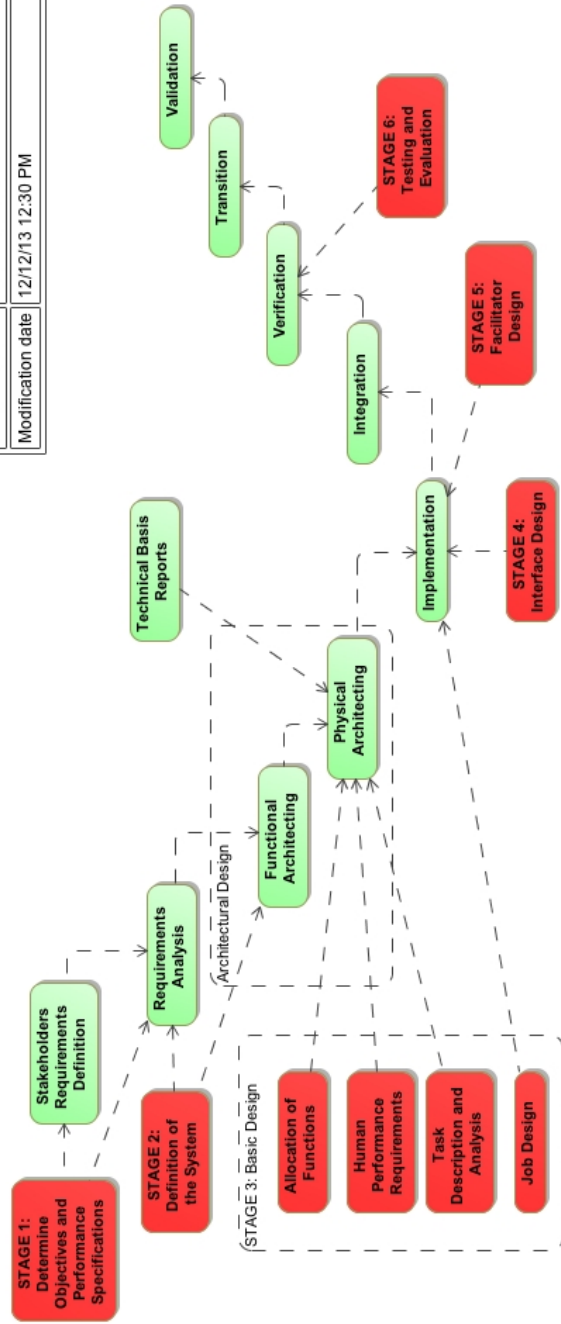 Modification date
12/12/13 12:30 PM
STAGE 1:
Determine
Objectives and
Performance
Specifications
Stakeholders
Requirements
Definition
STAGE 2:
Definition of
the System
Requirements
Analysis
Architectural Design
Functional
Architecting
Physical
Architecting
Technical Basis
Reports
STAGE 3: Basic Design
Allocation of
Functions
Human
Performance
Requirements
Task
Description and
Analysis
Job Design
Implementation
STAGE 4:
Interface Design
STAGE 5:
Facilitator
Design
Integration
Verification
STAGE 6:
Testing and
Evaluation
Transition
Validation